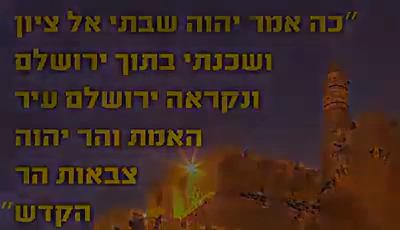 "כה אמר יהוה שבתי אל ציון
ושכנתי בתוך ירושלם
ונקראה ירושלם עיר
האמת והר יהוה
צבאות הר
הקדש"